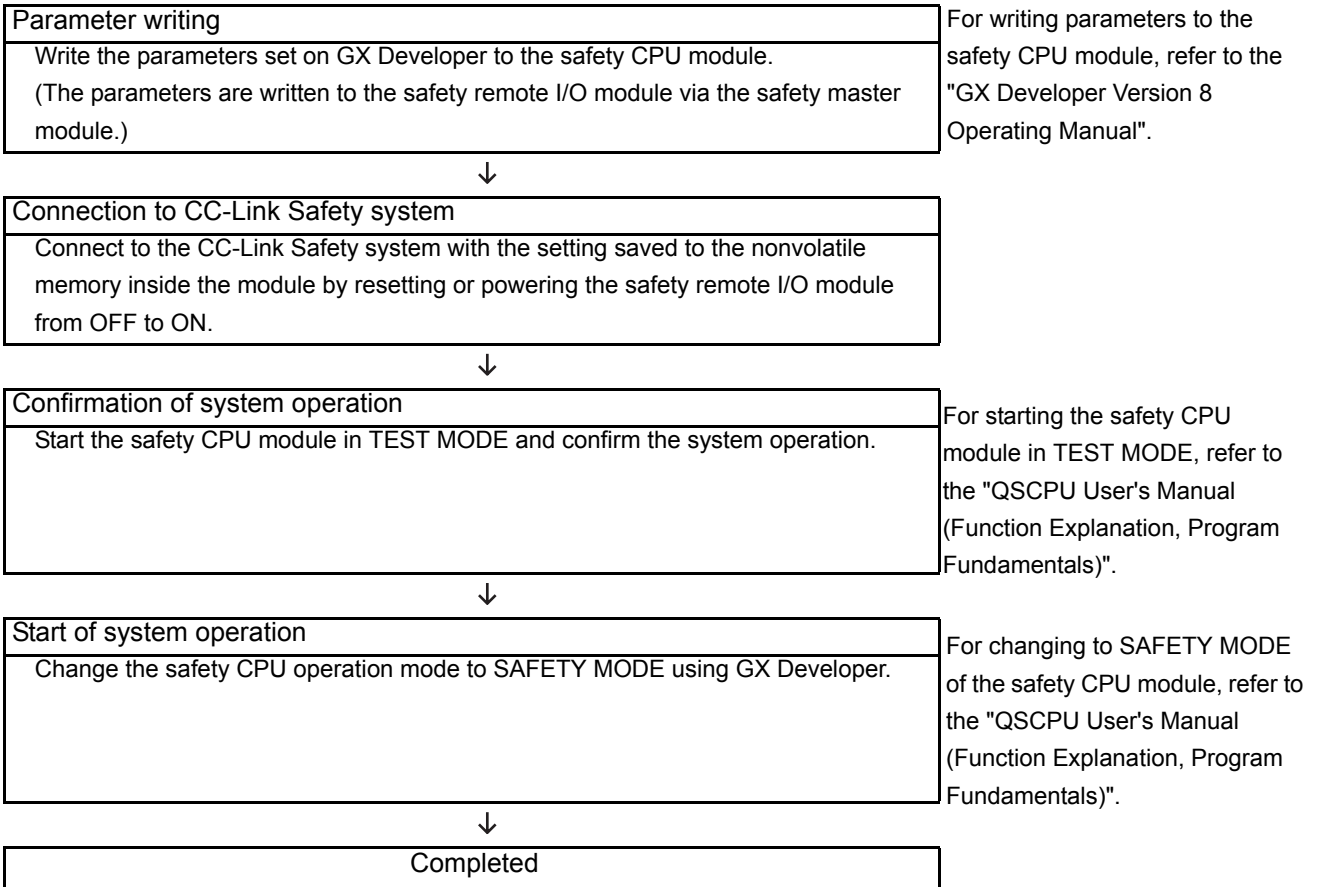 Parameter writing
Write the parameters set on GX Developer to the safety CPU module.
(The parameters are written to the safety remote I/O module via the safety master
module.)
For writing parameters to the
safety CPU module, refer to the
"GX Developer Version 8
Operating Manual".
↓
Connection to CC-Link Safety system
Connect to the CC-Link Safety system with the setting saved to the nonvolatile
memory inside the module by resetting or powering the safety remote I/O module
from OFF to ON.
↓
Confirmation of system operation
Start the safety CPU module in TEST MODE and confirm the system operation.
For starting the safety CPU
module in TEST MODE, refer to
the "QSCPU User's Manual
(Function Explanation, Program
Fundamentals)".
↓
Start of system operation
Change the safety CPU operation mode to SAFETY MODE using GX Developer.
For changing to SAFETY MODE
of the safety CPU module, refer to
the "QSCPU User's Manual
(Function Explanation, Program
Fundamentals)".
↓
Completed